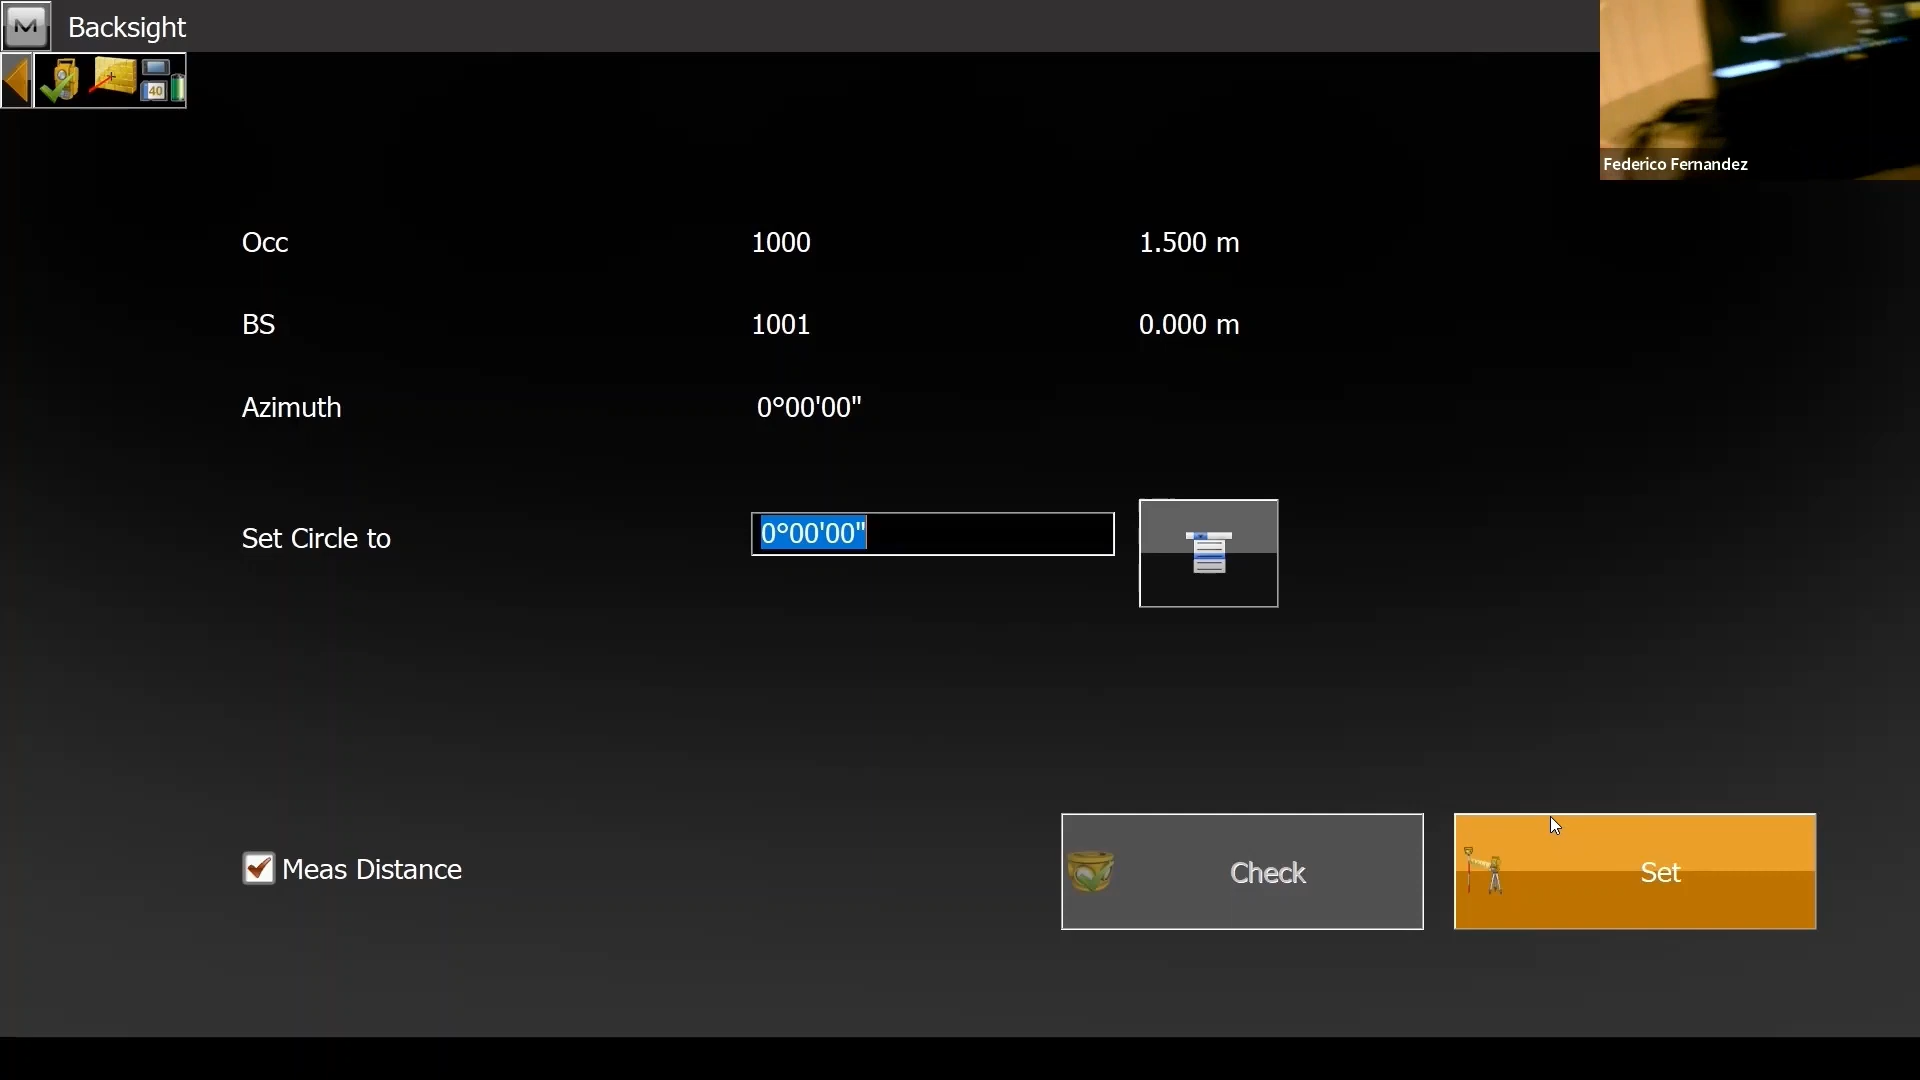 M Backsight
40
Federico Fernandez
Occ 1000 1.500 m
BS 1001 0.000 m
Azimuth 0°00'00"
Set Circle to 0°00'00"
Meas Distance Check Set